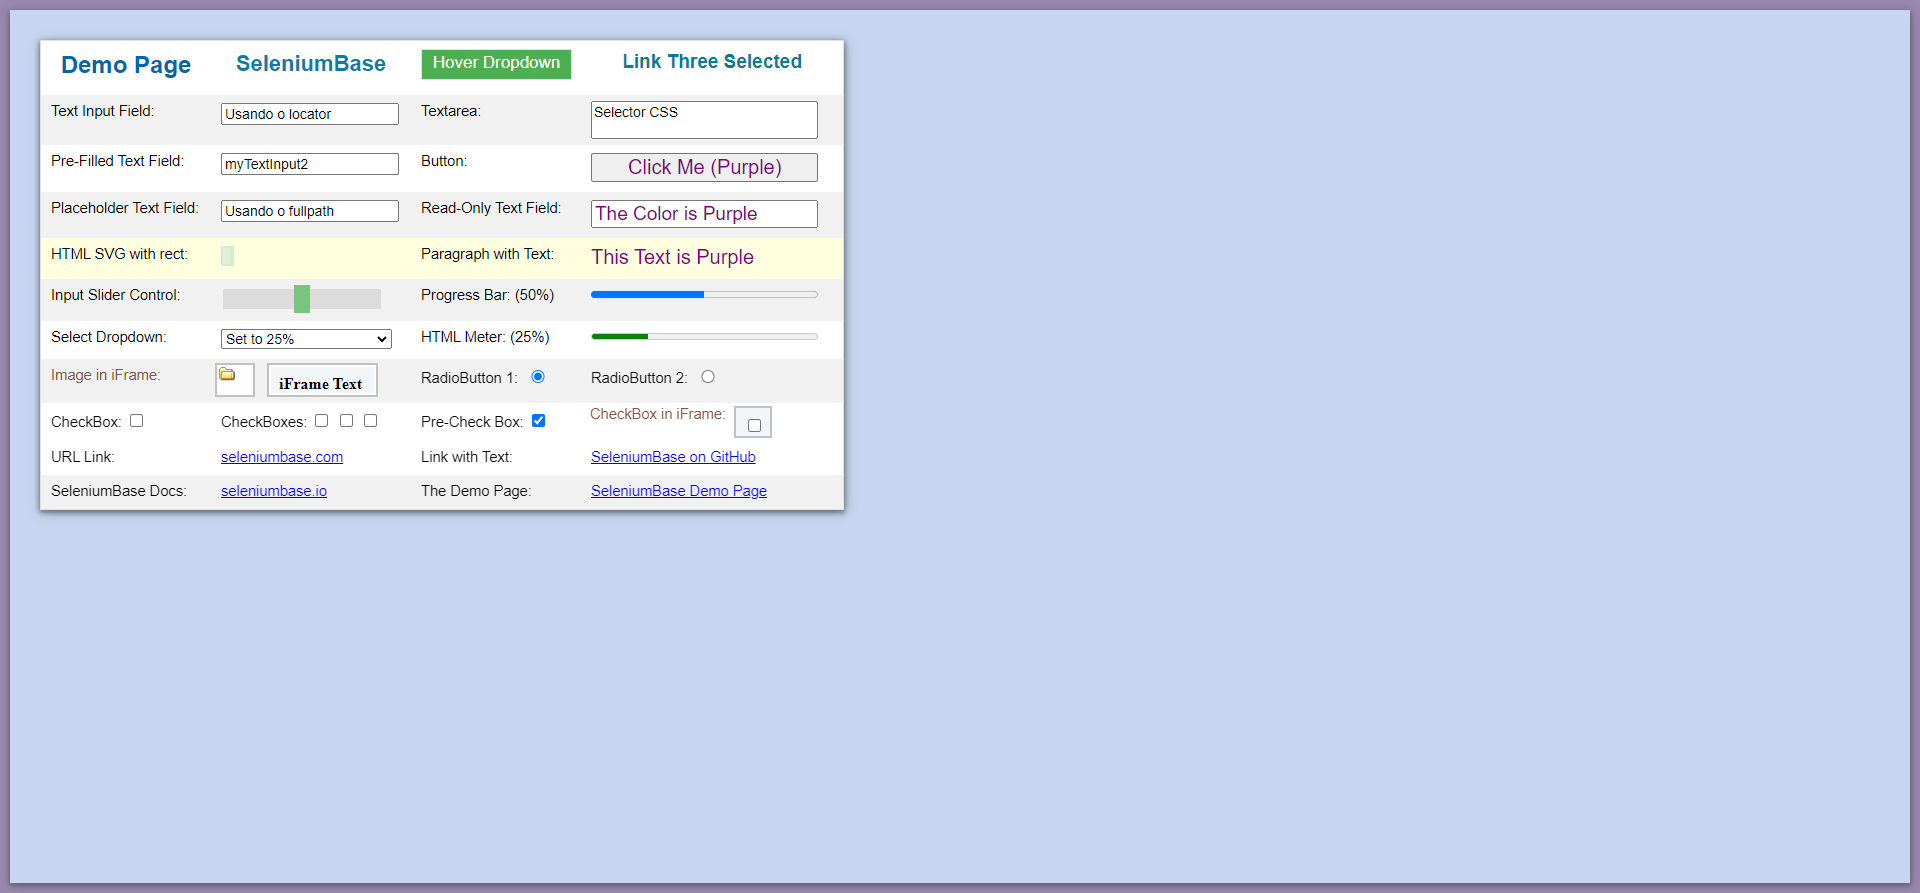 Demo Page SeleniumBase Hover Dropdown Link Three Selected
Text Input Field: Usando o locator Textarea: Selector CSS
Pre-Filled Text Field: myTextInput2 Button: Click Me (Purple)
Placeholder Text Field: Usando o fullpath Read-Only Text Field: The Color is Purple
HTML SVG with rect: Paragraph with Text: This Text is Purple
Input Slider Control: Progress Bar: (50%)
Select Dropdown: Set to 25% HTML Meter: (25%)
Image in iFrame: iFrame Text RadioButton 1: RadioButton 2:
CheckBox: CheckBoxes: Pre-Check Box: CheckBox in iFrame:
URL Link: seleniumbase.com Link with Text: SeleniumBase on GitHub
SeleniumBase Docs: seleniumbase.io The Demo Page: SeleniumBase Demo Page